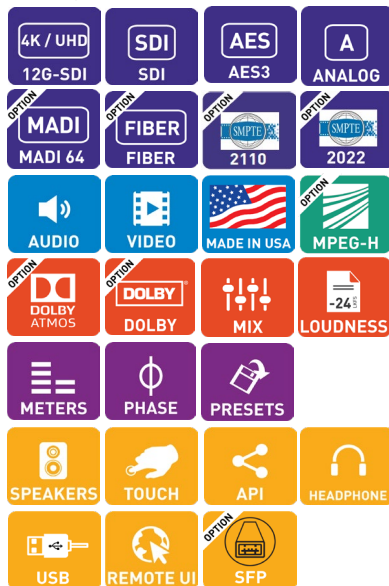 4K / UHD
12G-SDI
SDI
SDI
AES
AES3
A
ANALOG
OPTION
MADI
MADI 64
OPTION
FIBER
FIBER
OPTION
SMPTE
2110
OPTION
SMPTE
2022
AUDIO
VIDEO
MADE IN USA
OPTION
MPEG-H
OPTION
DOLBY
ATMOS
OPTION
DOLBY
DOLBY
MIX
-24 LKFS
LOUDNESS
METERS
PHASE
PRESETS
SPEAKERS
TOUCH
API
HEADPHONE
USB
REMOTE UI
OPTION
SFP